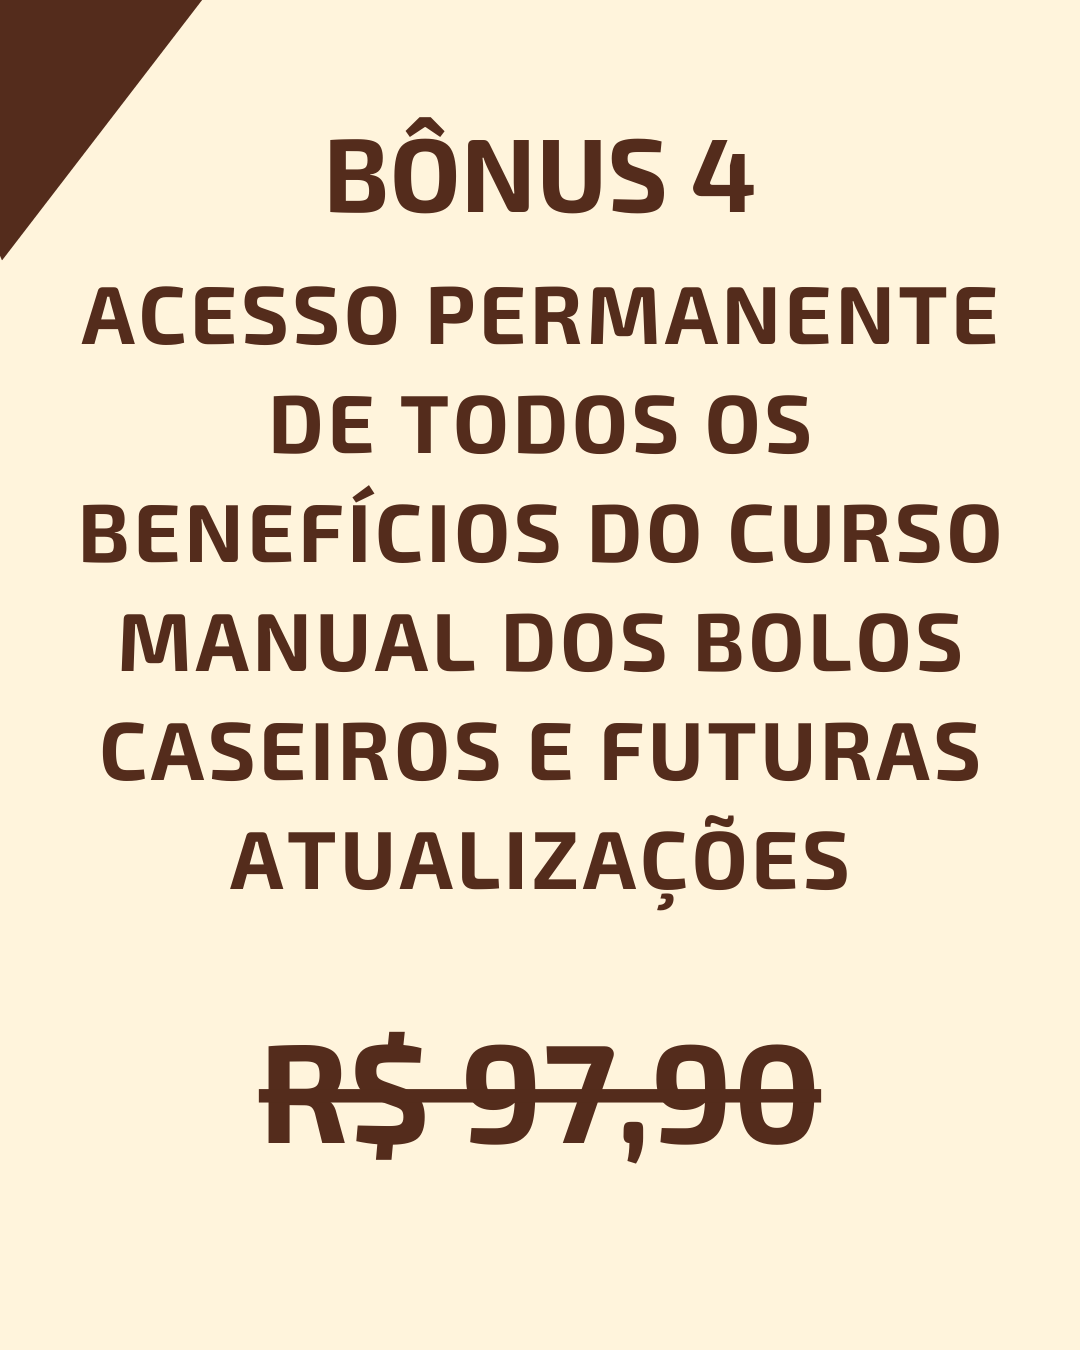 BÔNUS 4
ACESSO PERMANENTE
DE TODOS OS
BENEFÍCIOS DO CURSO
MANUAL DOS BOLOS
CASEIROS E FUTURAS
ATUALIZAÇÕES
R$ 97,90